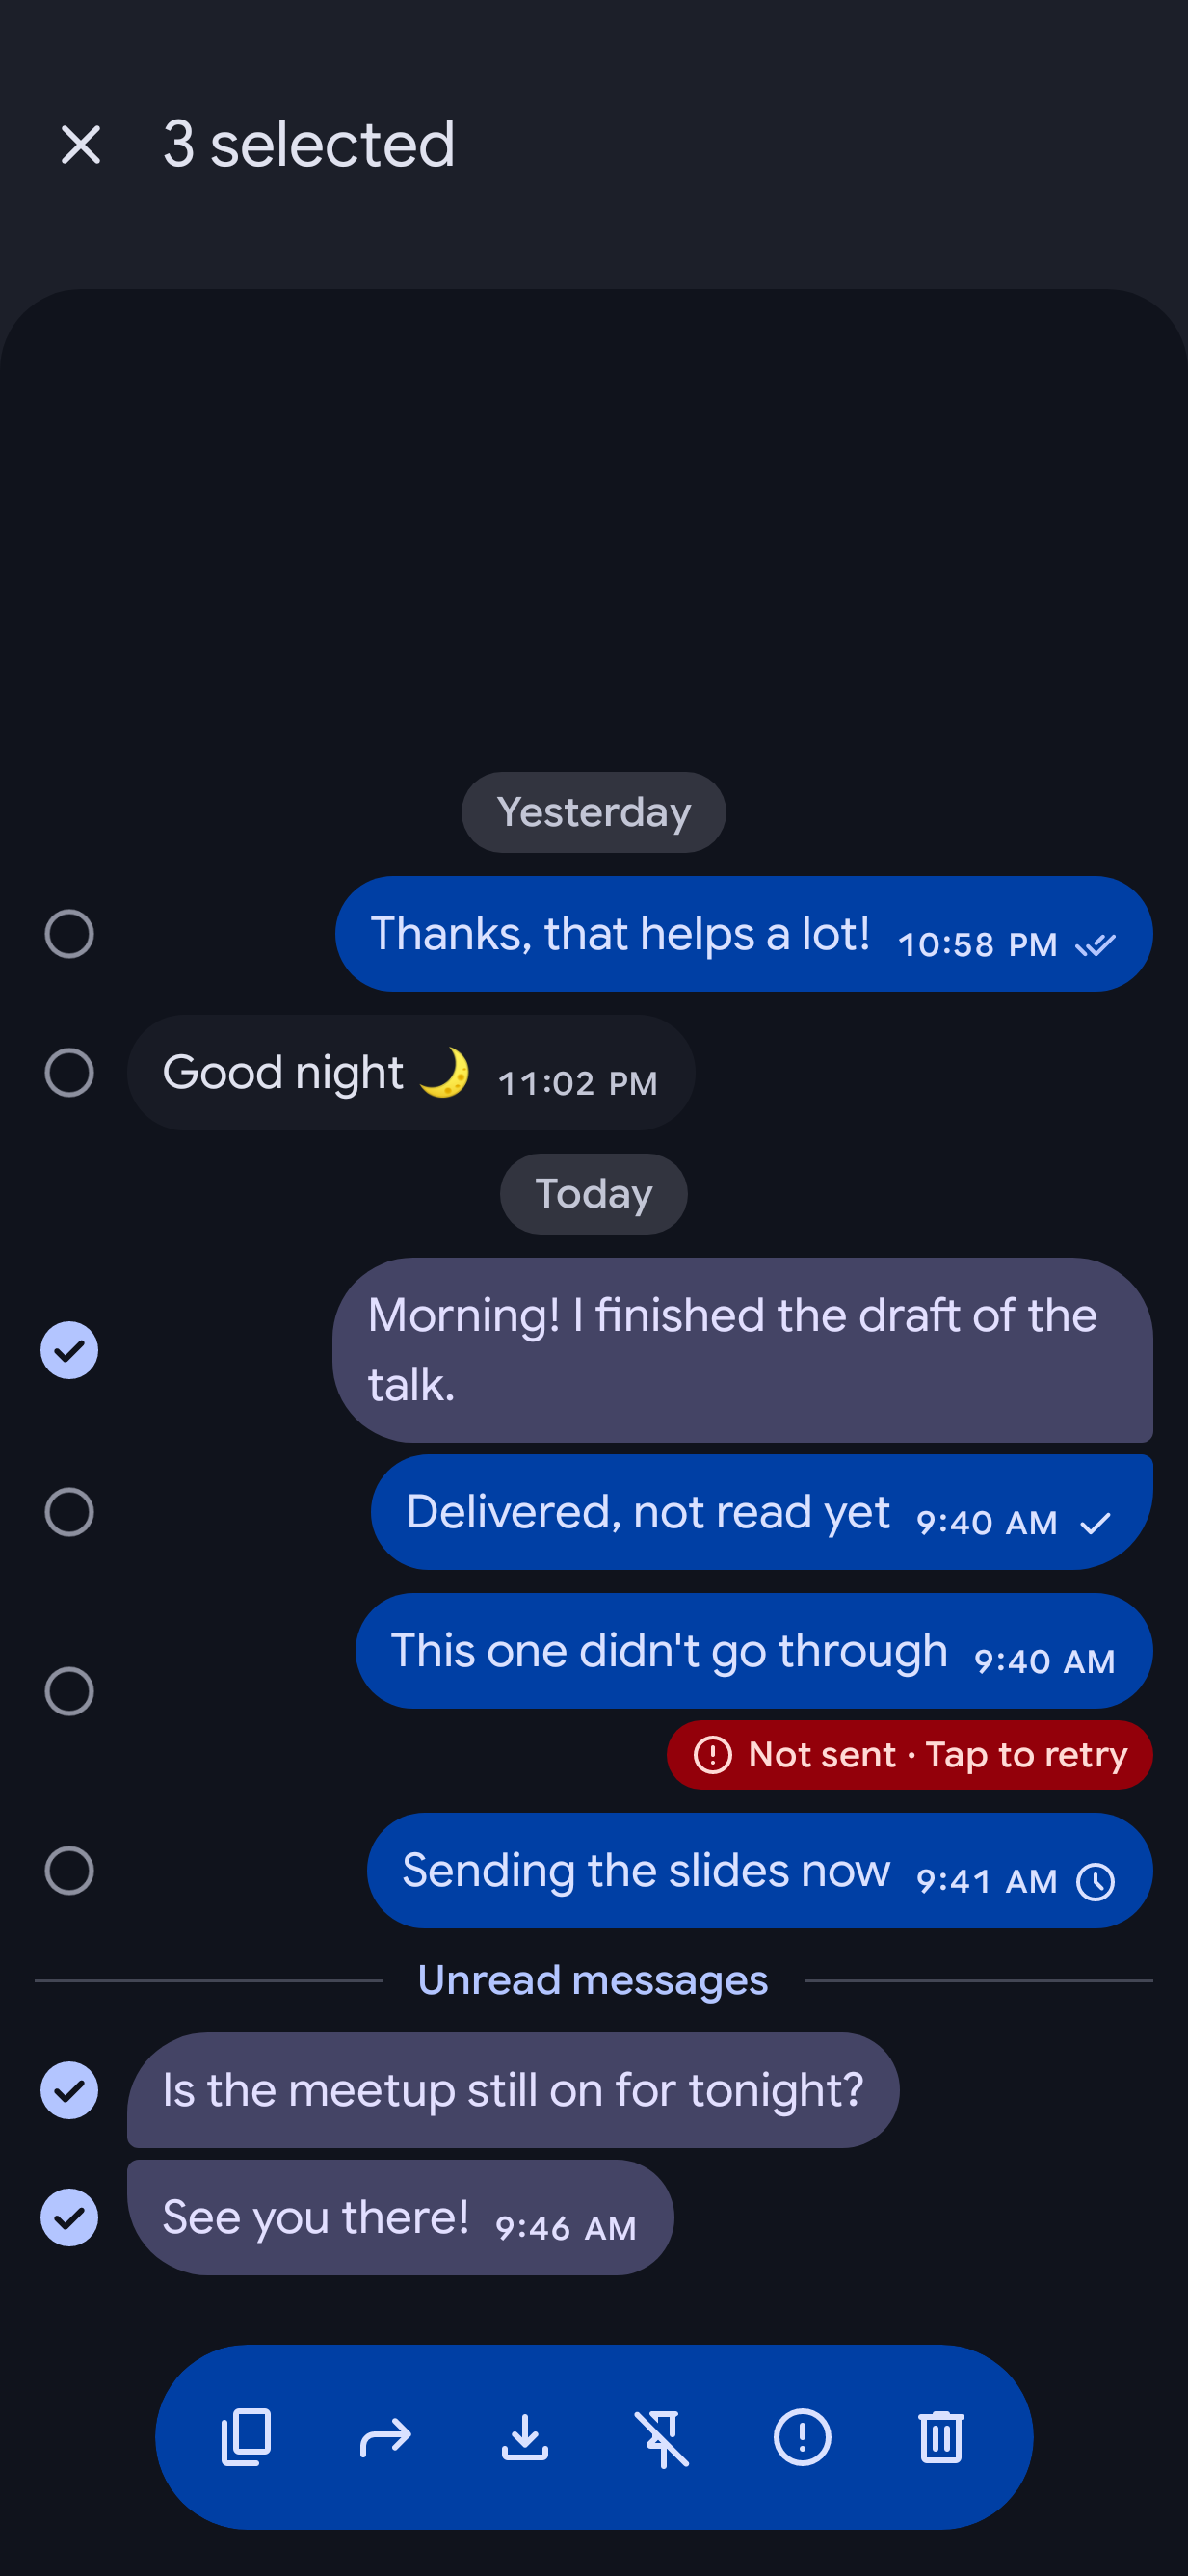 3 selected
Yesterday
Thanks, that helps a lot! 10:58 PM
Good night 🌙 11:02 PM
Today
Morning! I finished the draft of the
talk.
Delivered, not read yet 9:40 AM
This one didn't go through 9:40 AM
Not sent · Tap to retry
Sending the slides now 9:41 AM
Unread messages
Is the meetup still on for tonight?
See you there! 9:46 AM